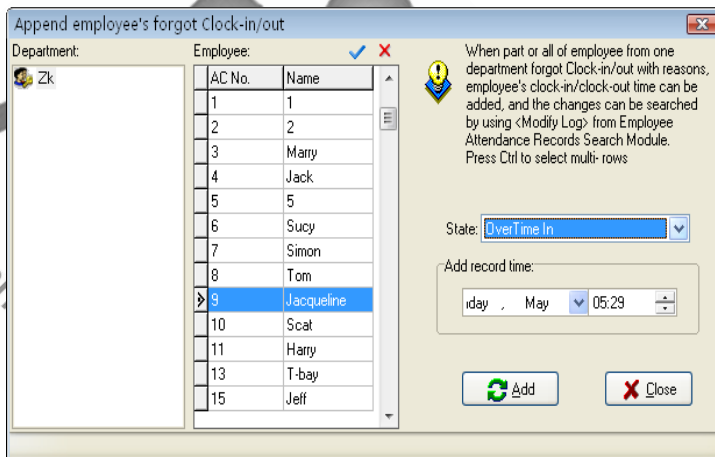 Append employee's forgot Clock-in/out
Department:
Zk
Employee:
AC No. Name
1 1
2 2
3 Marry
4 Jack
5 5
6 Sucy
7 Simon
8 Tom
9 Jacqueline
10 Scat
11 Harry
13 T-bay
15 Jeff
When part or all of employee from one
department forgot Clock-in/out with reasons,
employee's clock-in/clock-out time can be
added, and the changes can be searched
by using <Modify Log> from Employee
Attendance Records Search Module.
Press Ctrl to select multi- rows
State: OverTime In
Add record time:
day , May 05:29
Add
Close